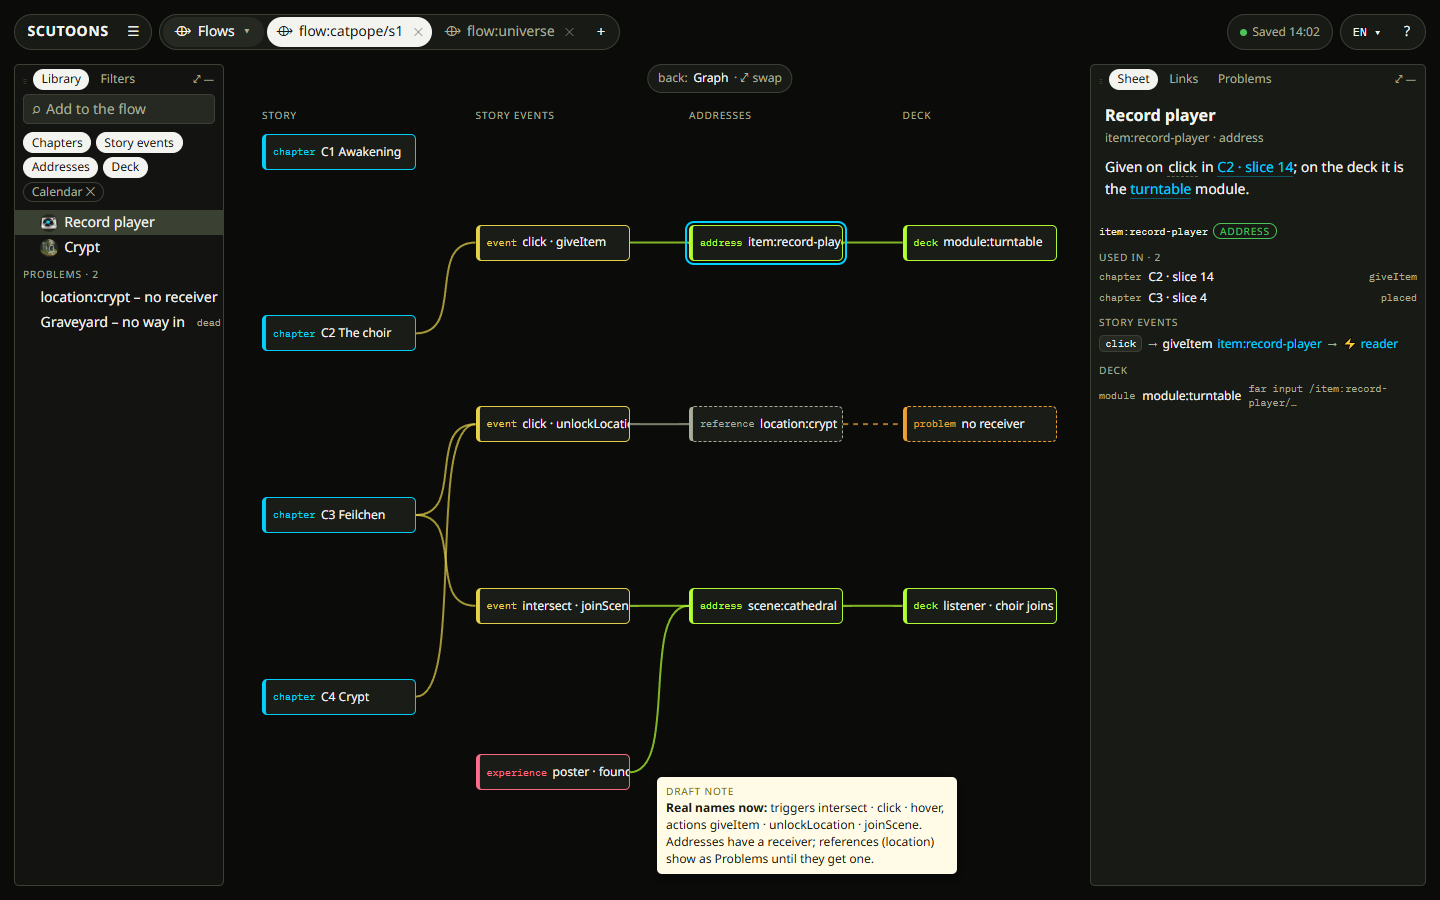 SCUTOONS ☰
Flows ▾
flow:catpope/s1 ×
flow:universe ×
+
Saved 14:02
EN ▾
?
Library Filters
Add to the flow
Chapters Story events
Addresses Deck
Calendar ×
Record player
Crypt
PROBLEMS · 2
location:crypt – no receiver
Graveyard – no way in dead
back: Graph · ⤢ swap
STORY STORY EVENTS ADDRESSES DECK
chapter C1 Awakening
event click · giveItem
address item:record-play
deck module:turntable
chapter C2 The choir
event click · unlockLocati
reference location:crypt
problem no receiver
chapter C3 Feilchen
event intersect · joinScen
address scene:cathedral
deck listener · choir joins
chapter C4 Crypt
experience poster · found
DRAFT NOTE
Real names now: triggers intersect · click · hover,
actions giveItem · unlockLocation · joinScene.
Addresses have a receiver; references (location)
show as Problems until they get one.
Sheet Links Problems
Record player
item:record-player · address
Given on click in C2 · slice 14; on the deck it is
the turntable module.
item:record-player ADDRESS
USED IN · 2
chapter C2 · slice 14 giveItem
chapter C3 · slice 4 placed
STORY EVENTS
click → giveItem item:record-player → ⚡ reader
DECK
module module:turntable far input /item:record-
player/…